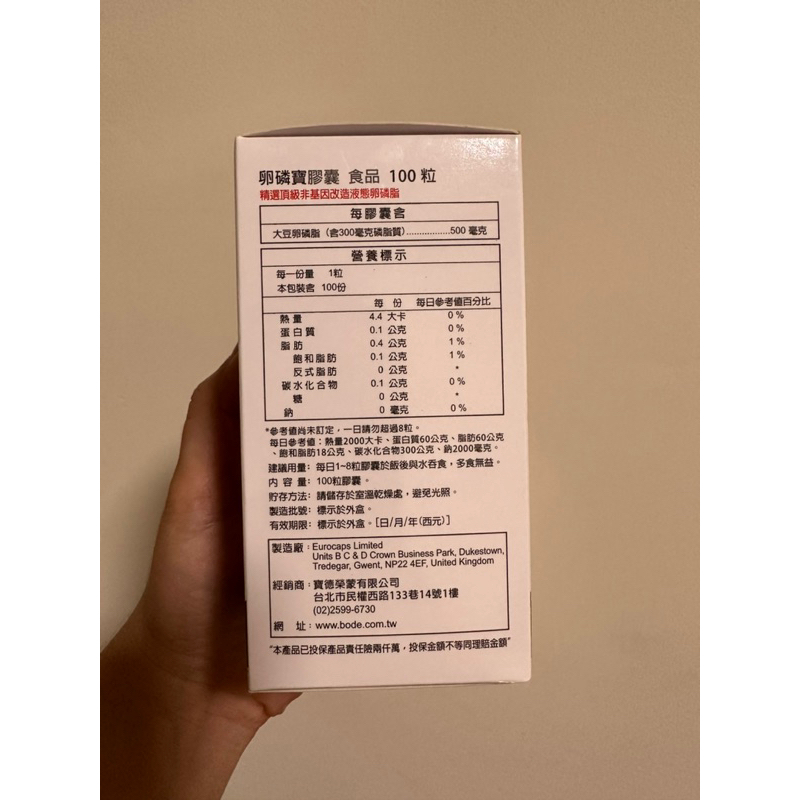 卵磷寶膠囊 食品 100 粒
精選頂級非基因改造液態卵磷脂
每膠囊含
大豆卵磷脂（含300毫克磷脂質）..................500 毫克
營養標示
每一份量 1粒
本包裝含 100份
每 份 每日參考值百分比
熱量 4.4 大卡 0 %
蛋白質 0.1 公克 0 %
脂肪 0.4 公克 1 %
飽和脂肪 0.1 公克 1 %
反式脂肪 0 公克 *
碳水化合物 0.1 公克 0 %
糖 0 公克 *
鈉 0 毫克 0 %
*參考值尚未訂定，一日請勿超過8粒。
每日參考值：熱量2000大卡、蛋白質60公克、脂肪60公克
、飽和脂肪18公克、碳水化合物300公克、鈉2000毫克。
建議用量: 每日1~8粒膠囊於飯後與水吞食，多食無益。
內 容 量: 100粒膠囊。
貯存方法: 請儲存於室溫乾燥處，避免光照。
製造批號: 標示於外盒。
有效期限: 標示於外盒。[日/月/年(西元)]
製造廠：Eurocaps Limited
Units B C & D Crown Business Park, Dukestown,
Tredegar, Gwent, NP22 4EF, United Kingdom
經銷商：寶德榮蒙有限公司
台北市民權西路133巷14號1樓
(02)2599-6730
網 址：www.bode.com.tw
"本產品已投保產品責任險兩仟萬，投保金額不等同理賠金額"